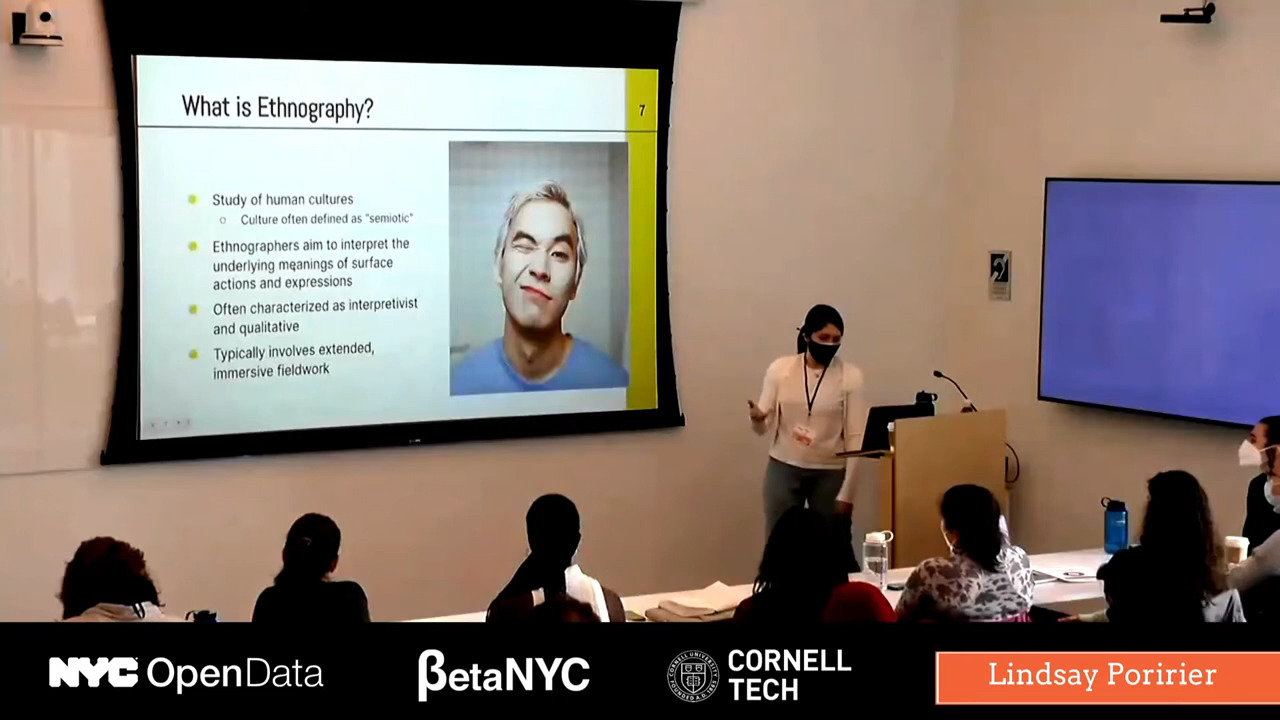 What is Ethnography?
7
Study of human cultures
Culture often defined as "semiotic"
Ethnographers aim to interpret the
underlying meanings of surface
actions and expressions
Often characterized as interpretivist
and qualitative
Typically involves extended,
immersive fieldwork
NYC OpenData
βetaNYC
CORNELL
TECH
Lindsay Poririer